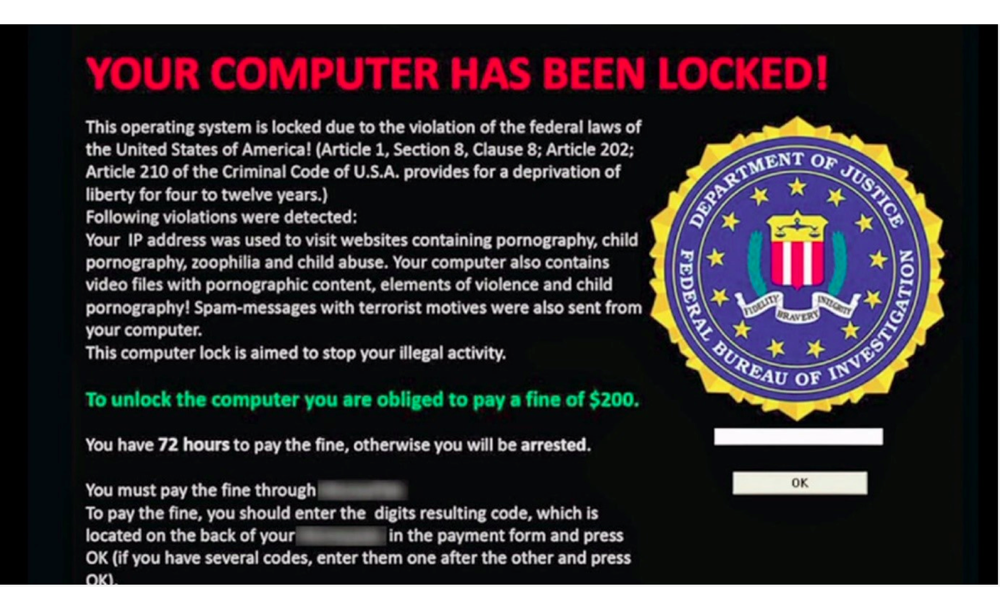 YOUR COMPUTER HAS BEEN LOCKED!
This operating system is locked due to the violation of the federal laws of
the United States of America! (Article 1, Section 8, Clause 8; Article 202;
Article 210 of the Criminal Code of U.S.A. provides for a deprivation of
liberty for four to twelve years.)
Following violations were detected:
Your  IP address was used to visit websites containing pornography, child
pornography, zoophilia and child abuse. Your computer also contains
video files with pornographic content, elements of violence and child
pornography! Spam-messages with terrorist motives were also sent from
your computer.
This computer lock is aimed to stop your illegal activity.
To unlock the computer you are obliged to pay a fine of $200.
You have 72 hours to pay the fine, otherwise you will be arrested.
You must pay the fine through
To pay the fine, you should enter the  digits resulting code, which is
located on the back of your in the payment form and press
OK (if you have several codes, enter them one after the other and press
OK).
DEPARTMENT OF JUSTICE
FEDERAL BUREAU OF INVESTIGATION
FIDELITY
BRAVERY
INTEGRITY
OK